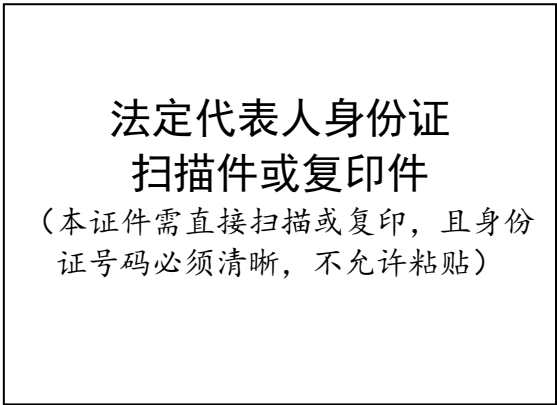 法定代表人身份证
扫描件或复印件
（本证件需直接扫描或复印，且身份
证号码必须清晰，不允许粘贴）